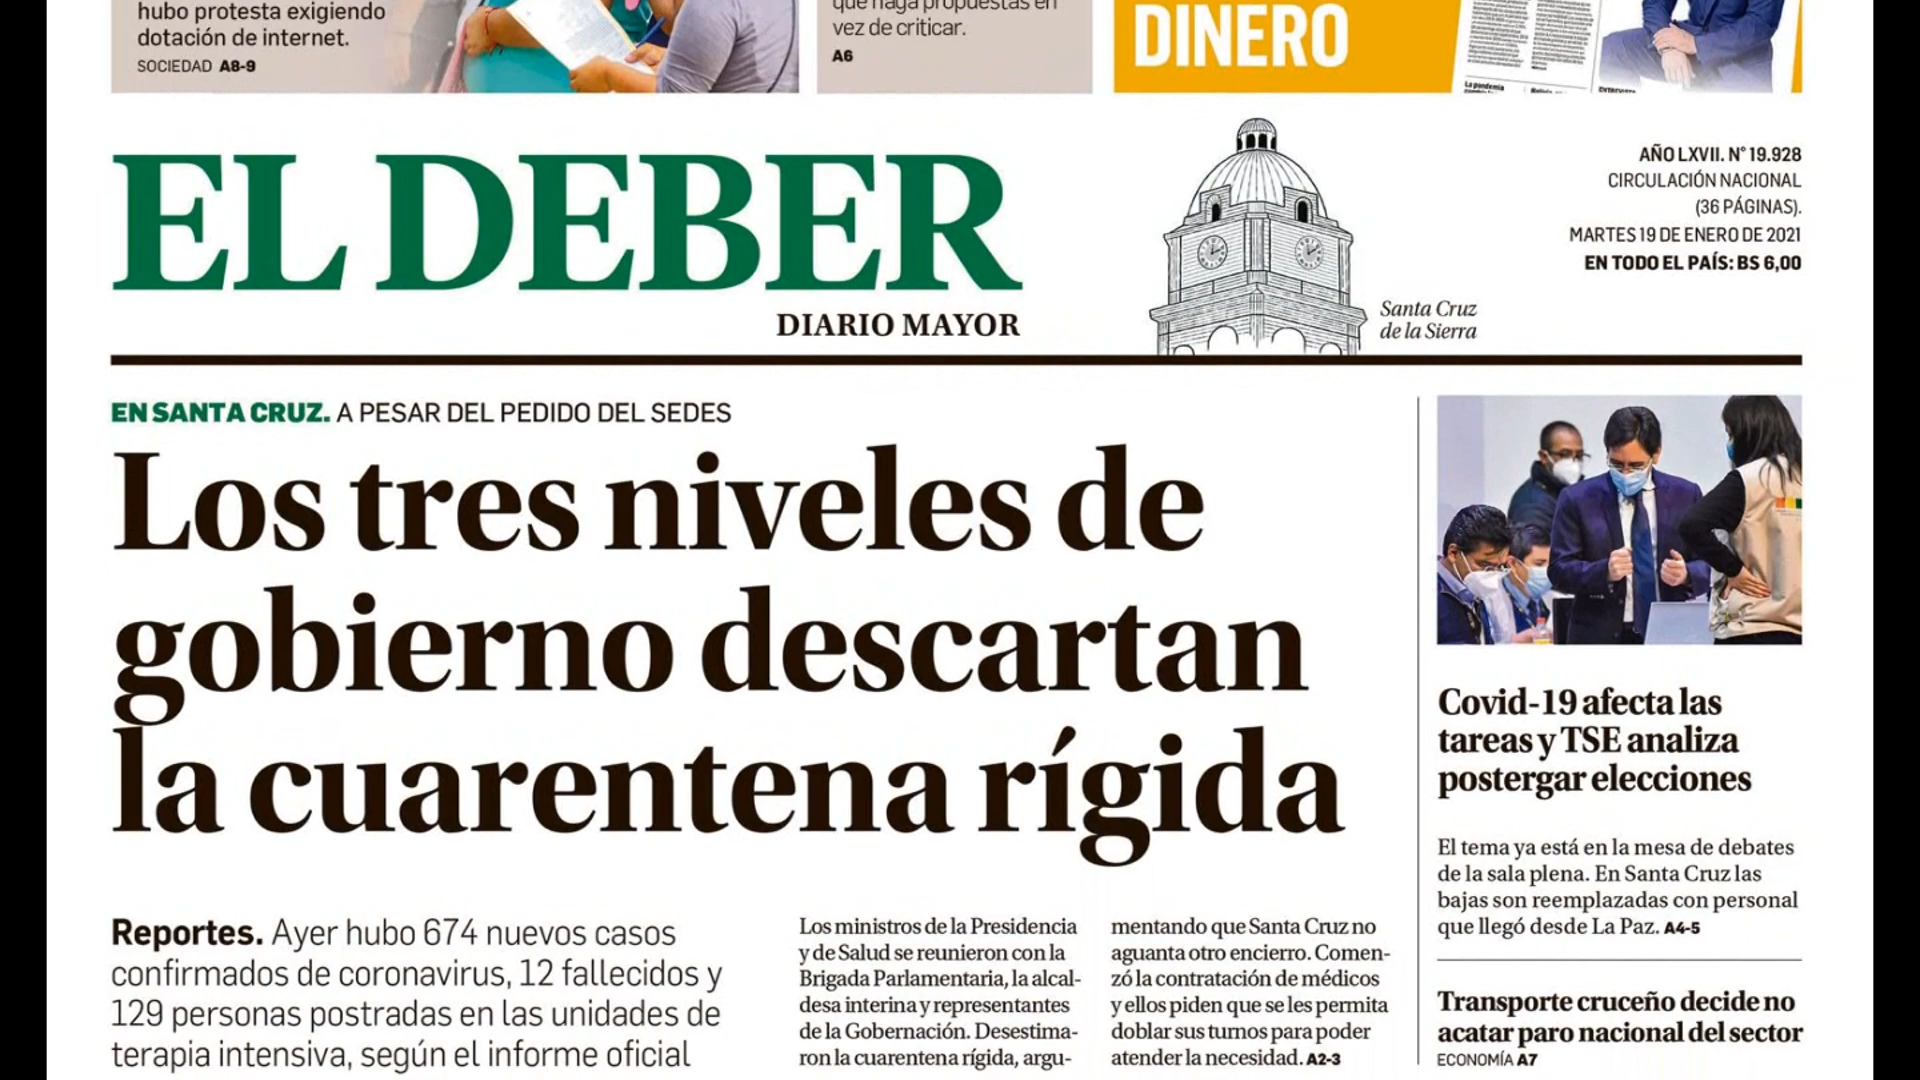 hubo protesta exigiendo
dotación de internet.
SOCIEDAD A8-9
que haga propuestas en
vez de criticar.
A6
DINERO
La pandemia
EL DEBER
DIARIO MAYOR
Santa Cruz
de la Sierra
AÑO LXVII. N° 19.928
CIRCULACIÓN NACIONAL
(36 PÁGINAS).
MARTES 19 DE ENERO DE 2021
EN TODO EL PAÍS: BS 6,00
EN SANTA CRUZ. A PESAR DEL PEDIDO DEL SEDES
Los tres niveles de
gobierno descartan
la cuarentena rígida
Reportes. Ayer hubo 674 nuevos casos
confirmados de coronavirus, 12 fallecidos y
129 personas postradas en las unidades de
terapia intensiva, según el informe oficial
Los ministros de la Presidencia
y de Salud se reunieron con la
Brigada Parlamentaria, la alcal-
desa interina y representantes
de la Gobernación. Desestima-
ron la cuarentena rígida, argu-
mentando que Santa Cruz no
aguanta otro encierro. Comen-
zó la contratación de médicos
y ellos piden que se les permita
doblar sus turnos para poder
atender la necesidad. A2-3
Covid-19 afecta las
tareas y TSE analiza
postergar elecciones
El tema ya está en la mesa de debates
de la sala plena. En Santa Cruz las
bajas son reemplazadas con personal
que llegó desde La Paz. A4-5
Transporte cruceño decide no
acatar paro nacional del sector
ECONOMÍA A7